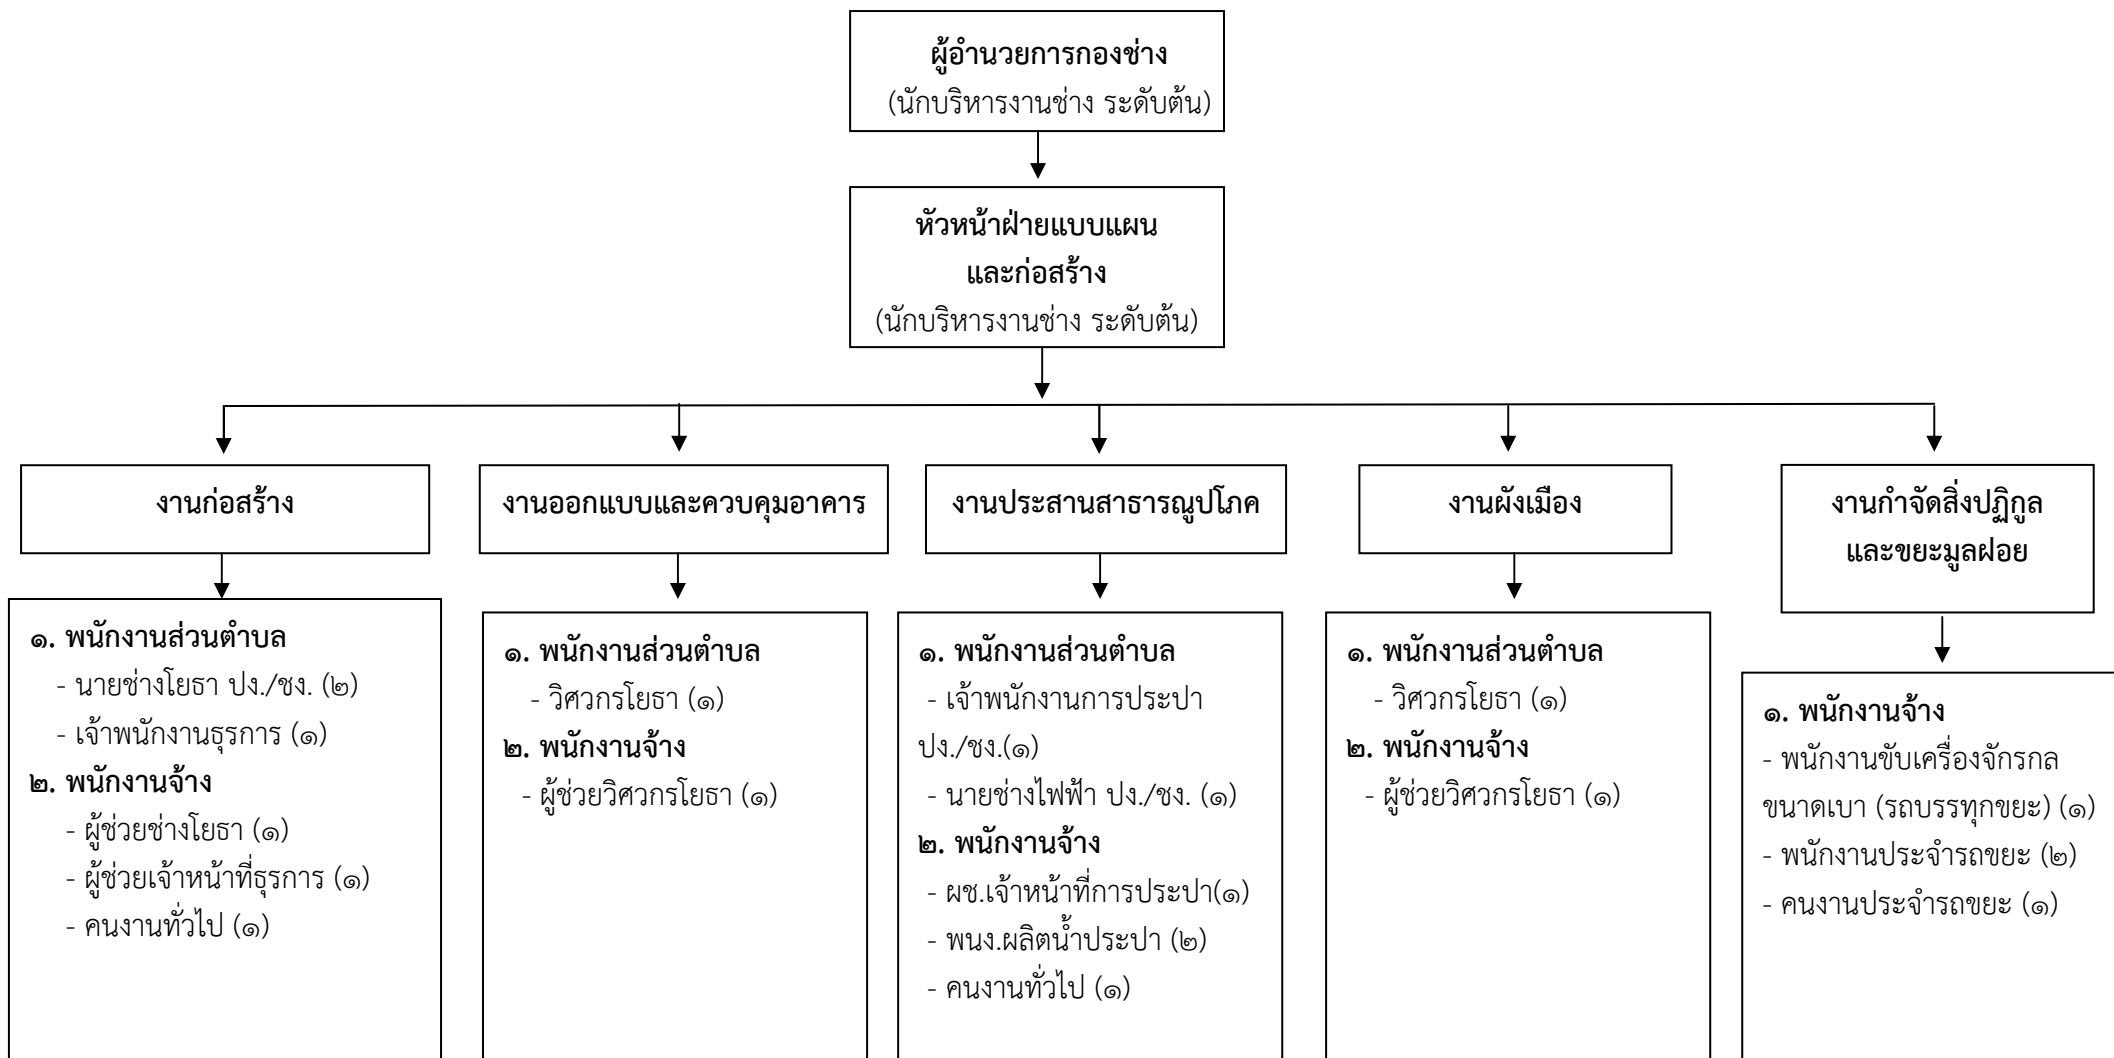 ผู้อำนวยการกองช่าง
(นักบริหารงานช่าง ระดับต้น)
หัวหน้าฝ่ายแบบแผน
และก่อสร้าง
(นักบริหารงานช่าง ระดับต้น)
งานก่อสร้าง
งานออกแบบและควบคุมอาคาร
งานประสานสาธารณูปโภค
งานผังเมือง
งานกำจัดสิ่งปฏิกูล
และขยะมูลฝอย
๑. พนักงานส่วนตำบล
- นายช่างโยธา ปง./ชง. (๒)
- เจ้าพนักงานธุรการ (๑)
๒. พนักงานจ้าง
- ผู้ช่วยช่างโยธา (๑)
- ผู้ช่วยเจ้าหน้าที่ธุรการ (๑)
- คนงานทั่วไป (๑)
๑. พนักงานส่วนตำบล
- วิศวกรโยธา (๑)
๒. พนักงานจ้าง
- ผู้ช่วยวิศวกรโยธา (๑)
๑. พนักงานส่วนตำบล
- เจ้าพนักงานการประปา
ปง./ชง.(๑)
- นายช่างไฟฟ้า ปง./ชง. (๑)
๒. พนักงานจ้าง
- ผช.เจ้าหน้าที่การประปา(๑)
- พนง.ผลิตน้ำประปา (๒)
- คนงานทั่วไป (๑)
๑. พนักงานส่วนตำบล
- วิศวกรโยธา (๑)
๒. พนักงานจ้าง
- ผู้ช่วยวิศวกรโยธา (๑)
๑. พนักงานจ้าง
- พนักงานขับเครื่องจักรกล
ขนาดเบา (รถบรรทุกขยะ) (๑)
- พนักงานประจำรถขยะ (๒)
- คนงานประจำรถขยะ (๑)